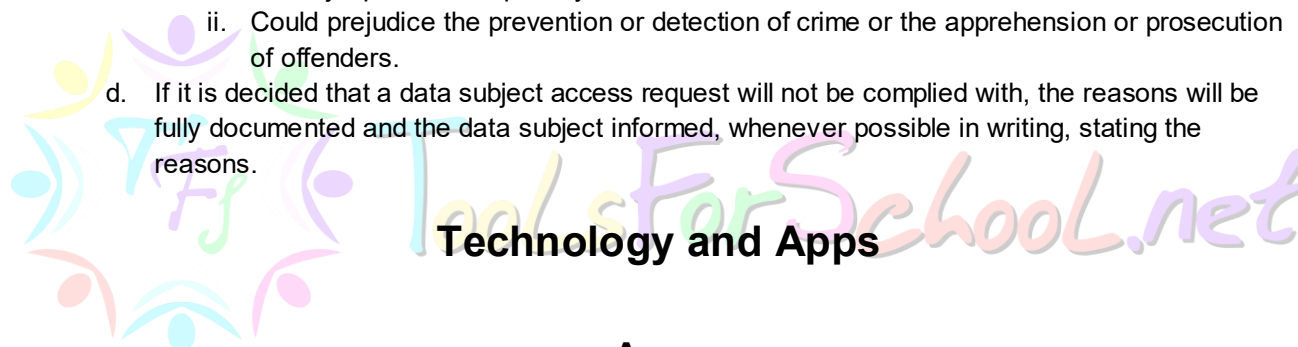 ii. Could prejudice the prevention or detection of crime or the apprehension or prosecution
of offenders.
d. If it is decided that a data subject access request will not be complied with, the reasons will be
fully documented and the data subject informed, whenever possible in writing, stating the
reasons.
TFS
ToolsForSchool.net
Technology and Apps